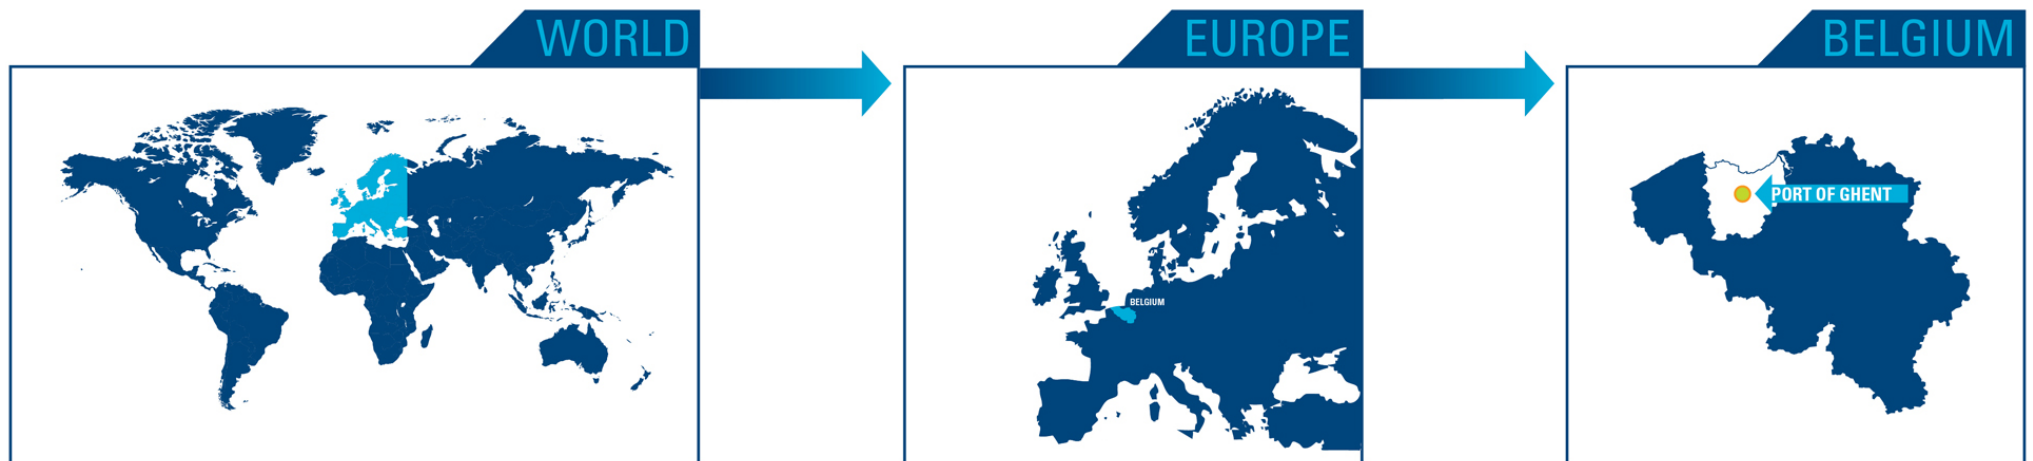 WORLD
EUROPE
BELGIUM
BELGIUM
PORT OF GHENT